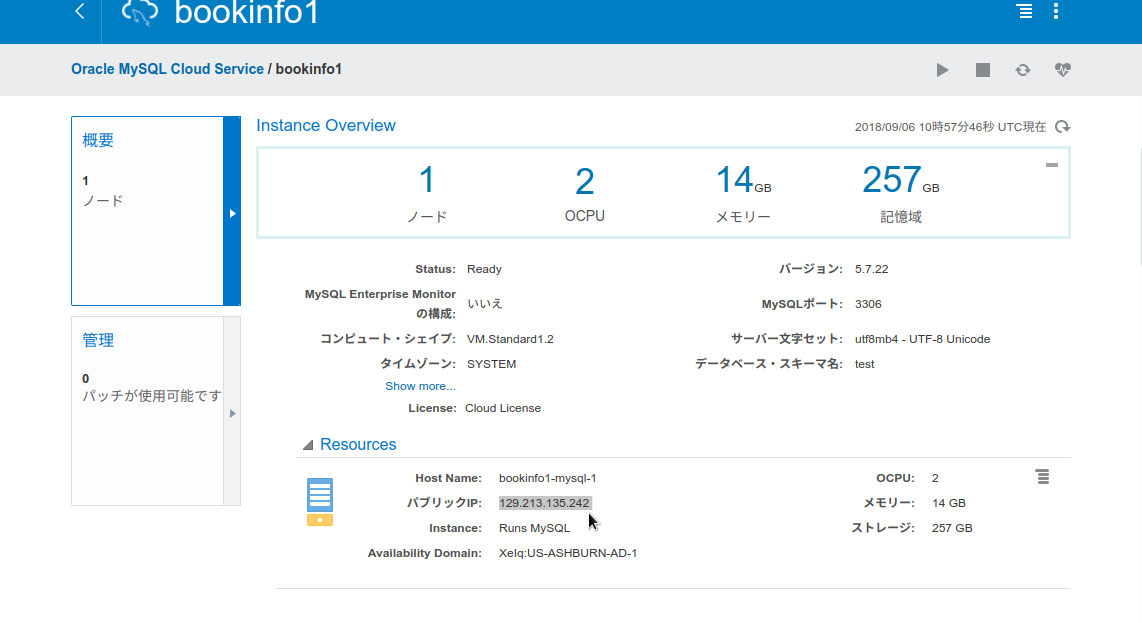 bookinfo1
Oracle MySQL Cloud Service / bookinfo1
概要
1
ノード
管理
0
パッチが使用可能です
Instance Overview
2018/09/06 10時57分46秒 UTC現在
1
ノード
2
OCPU
14GB
メモリー
257GB
記憶域
Status: Ready
MySQL Enterprise Monitor
の構成: いいえ
コンピュート・シェイプ: VM.Standard1.2
タイムゾーン: SYSTEM
Show more...
License: Cloud License
バージョン: 5.7.22
MySQLポート: 3306
サーバー文字セット: utf8mb4 - UTF-8 Unicode
データベース・スキーマ名: test
Resources
Host Name: bookinfo1-mysql-1
パブリックIP: 129.213.135.242
Instance: Runs MySQL
Availability Domain: Xelq:US-ASHBURN-AD-1
OCPU: 2
メモリー: 14 GB
ストレージ: 257 GB